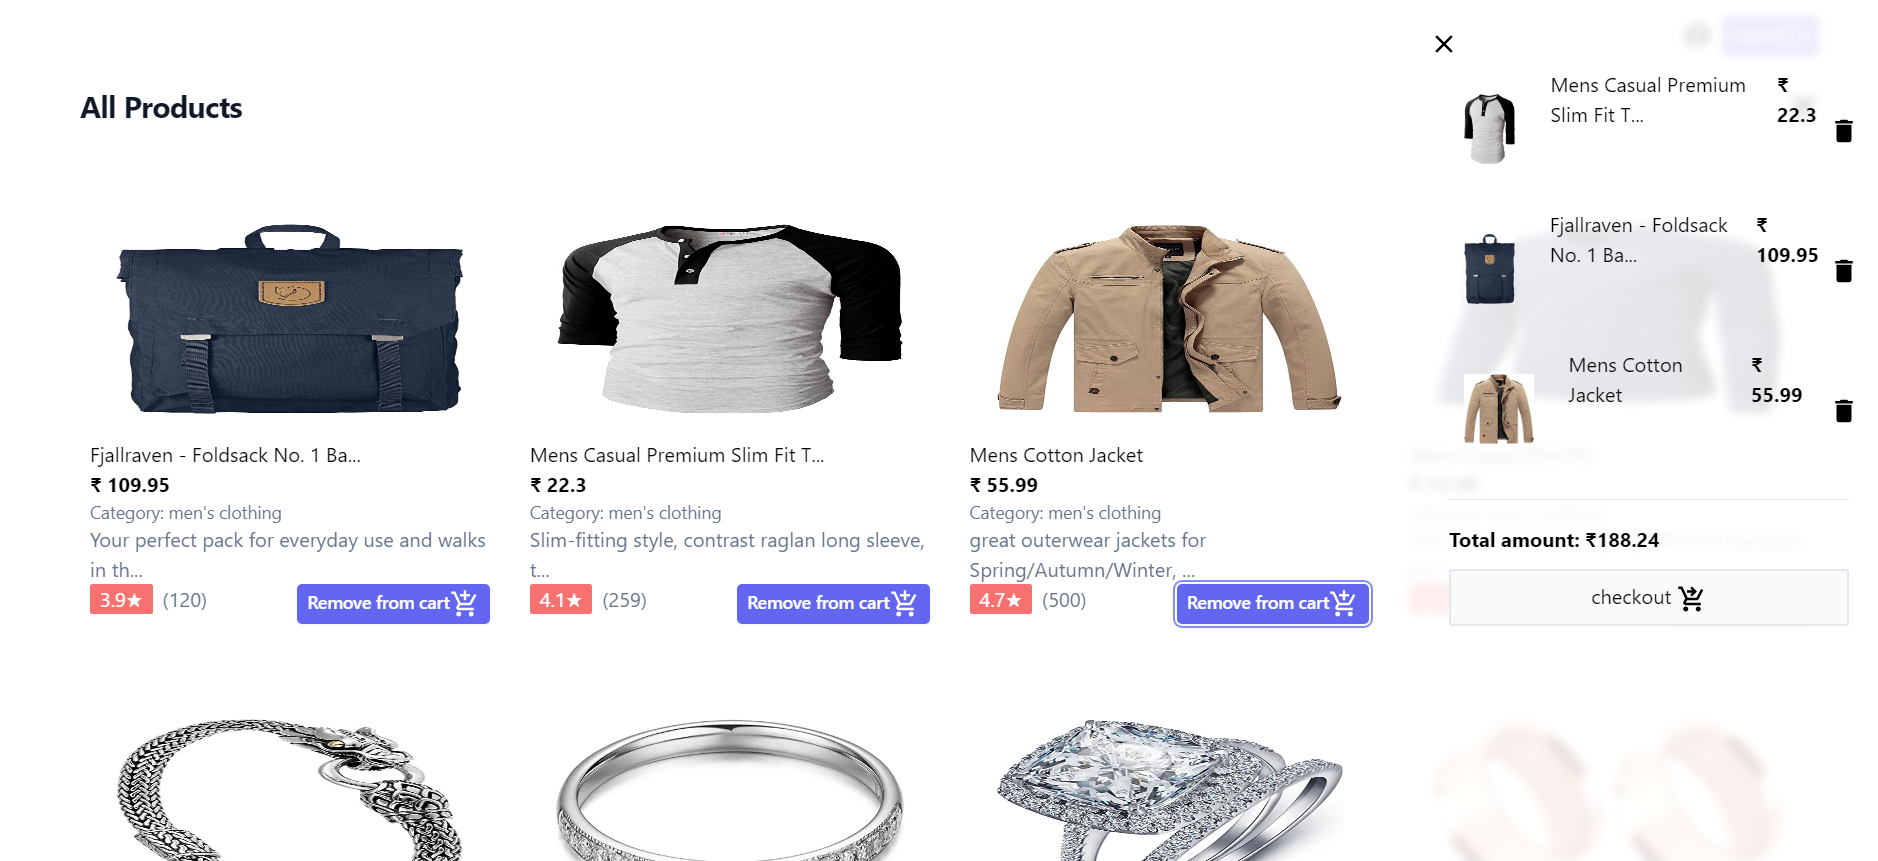 All Products
Fjallraven - Foldsack No. 1 Ba...
₹ 109.95
Category: men's clothing
Your perfect pack for everyday use and walks
in th...
3.9★ (120)
Remove from cart
Mens Casual Premium Slim Fit T...
₹ 22.3
Category: men's clothing
Slim-fitting style, contrast raglan long sleeve,
t...
4.1★ (259)
Remove from cart
Mens Cotton Jacket
₹ 55.99
Category: men's clothing
great outerwear jackets for
Spring/Autumn/Winter, ...
4.7★ (500)
Remove from cart
Mens Casual Premium
Slim Fit T...
₹
22.3
Fjallraven - Foldsack
No. 1 Ba...
₹
109.95
Mens Cotton
Jacket
₹
55.99
Total amount: ₹188.24
checkout